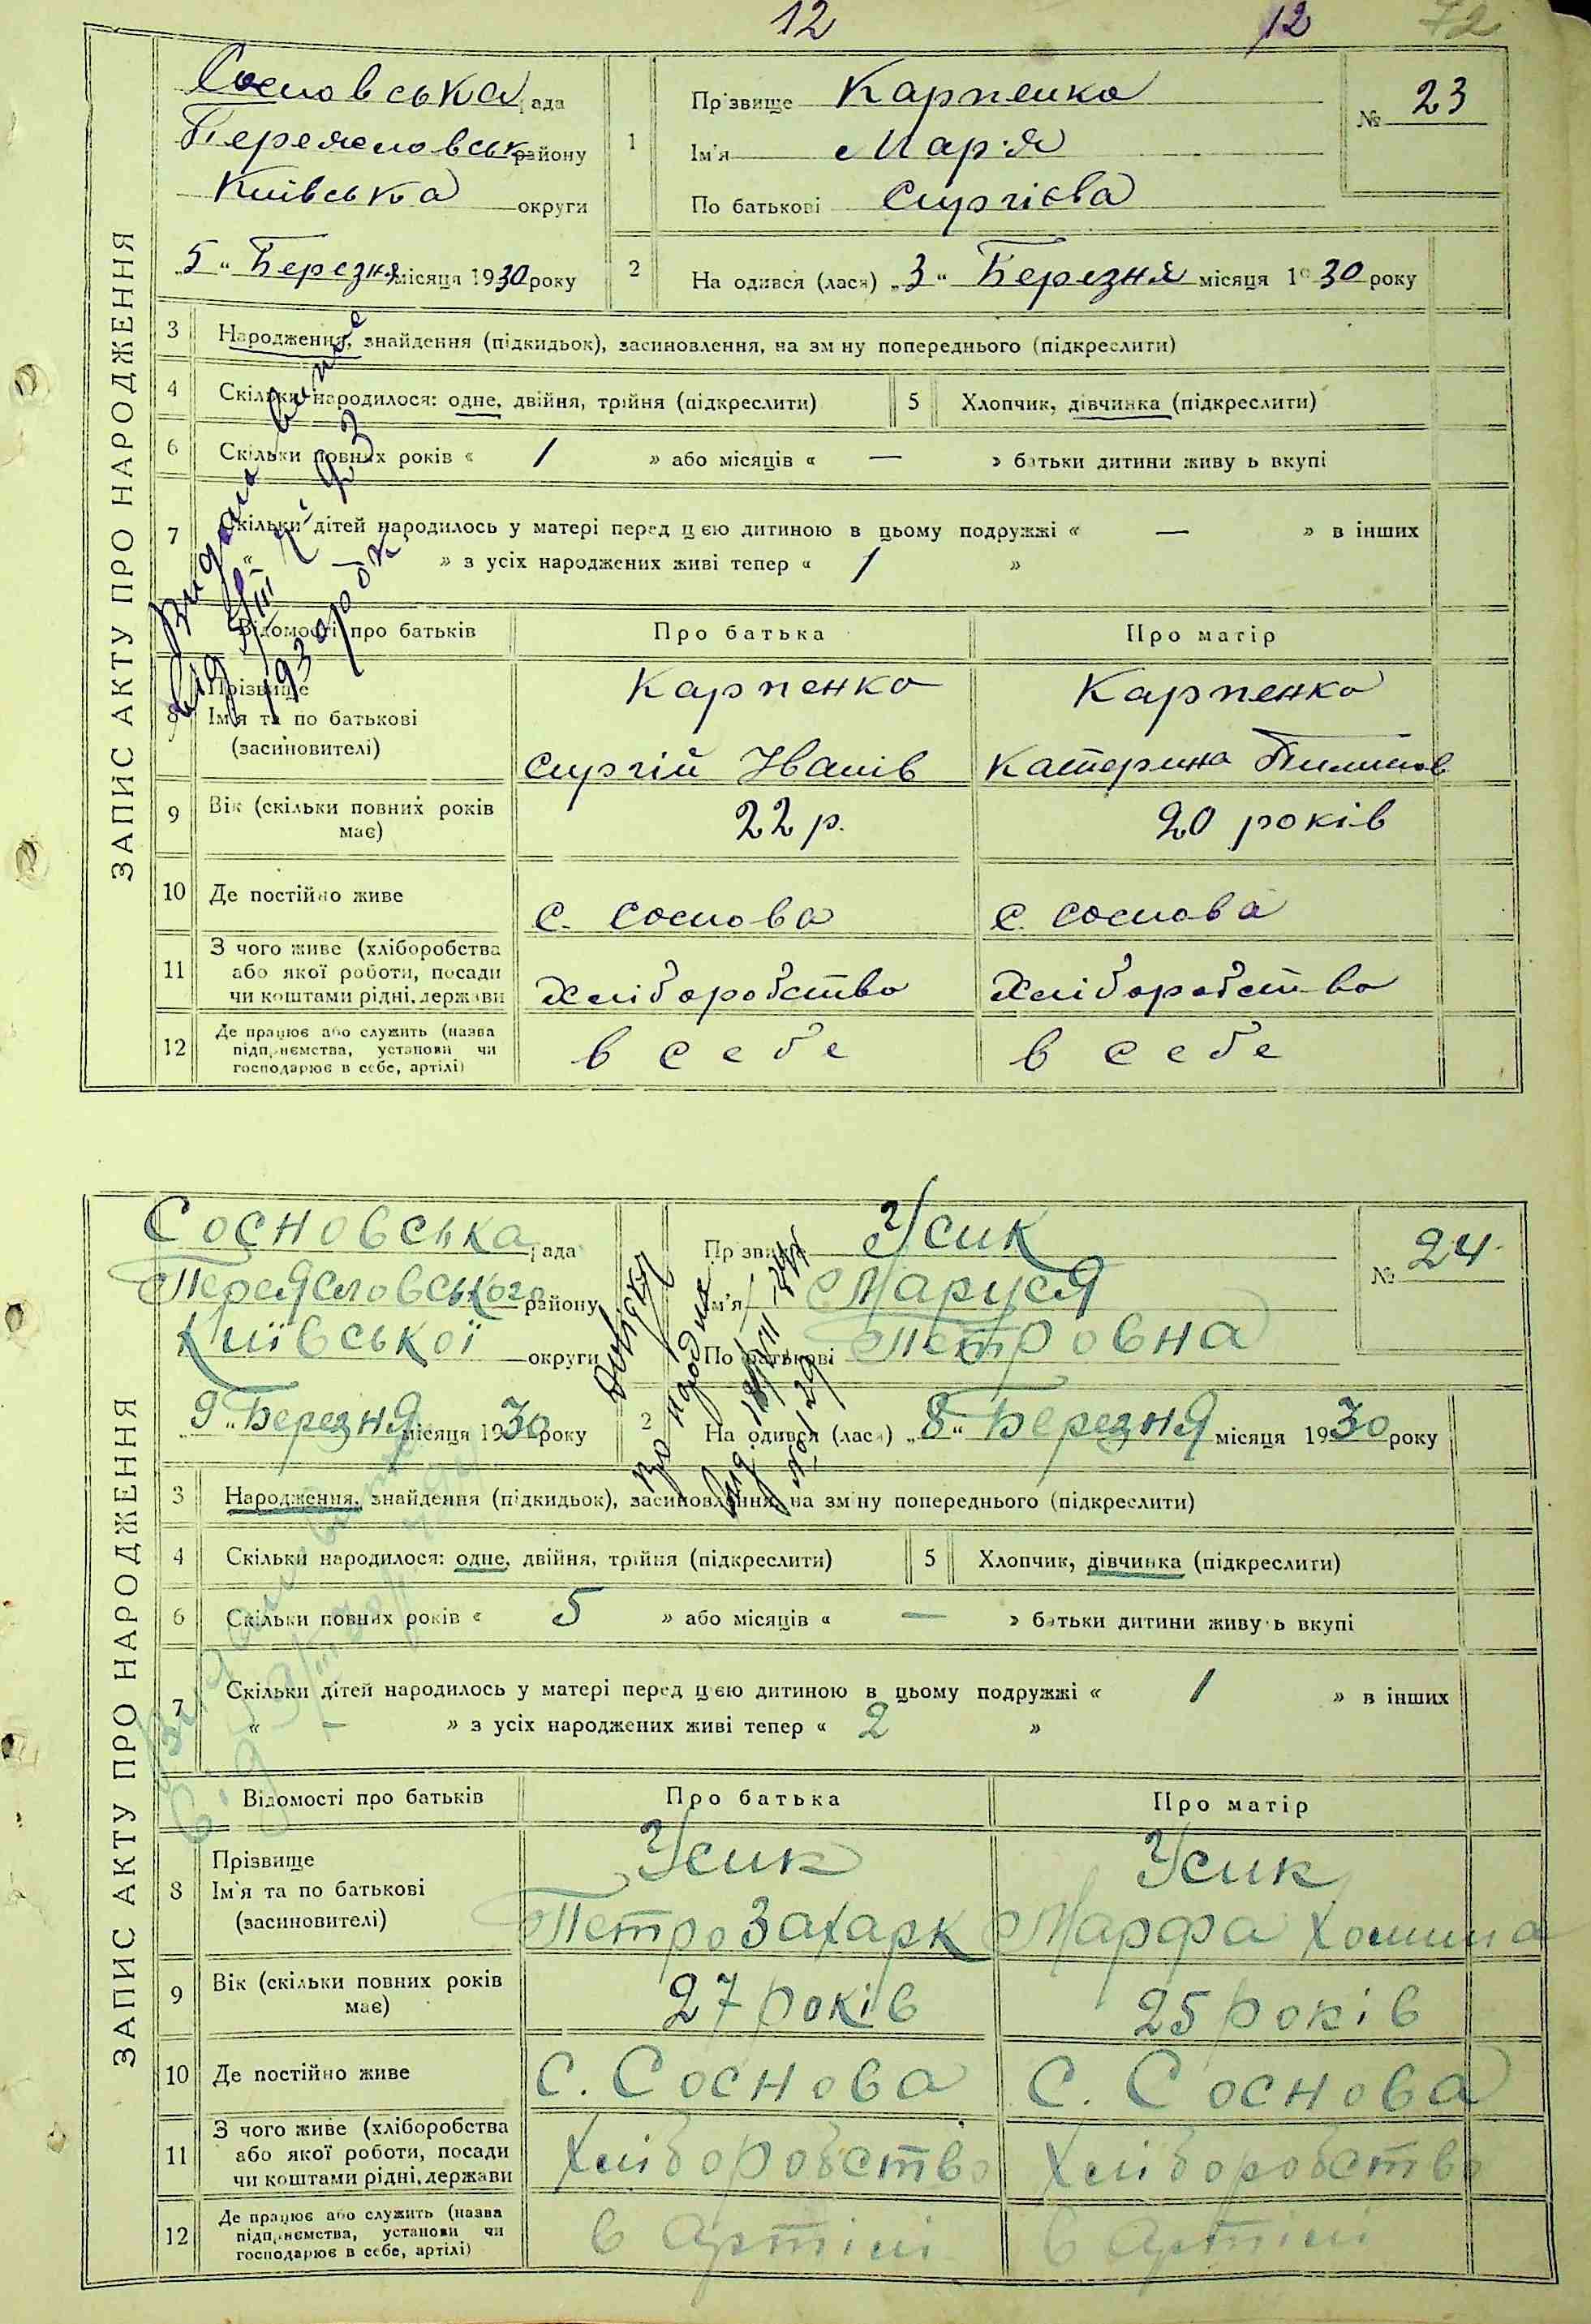 12 12 72
ЗАПИС АКТУ ПРО НАРОДЖЕННЯ
Сосновська рада
Переяславськ району
Київська округи
„5“ Березня місяця 1930 року
1
Прізвище Карпенко
Ім'я Мар'я
По батькові Сиргієва
№ 23
2 На одився (лася) „3“ Березня місяця 1930 року
3 Народження, знайдення (підкидьок), засиновлення, на зміну попереднього (підкреслити)
4 Скільки народилося: одне, двійня, трійня (підкреслити) 5 Хлопчик, дівчинка (підкреслити)
6 Скільки повних років « 1 » або місяців « — » батьки дитини живуть вкупі
7 Скільки дітей народилось у матері перед цією дитиною в цьому подружжі « — » в інших
« » з усіх народжених живі тепер « 1 »
Відомості про батьків Про батька Про матір
8 Прізвище
Ім'я та по батькові
(засиновителі)
Карпенко
Сиргій Іванів
Карпенко
Катерина Пилипов
9 Вік (скільки повних років має) 22 р. 20 років
10 Де постійно живе с. Соснова с. Соснова
11 З чого живе (хліборобства
або якої роботи, посади
чи коштами рідні, держави
Хліборобство Хліборобство
12 Де працює або служить (назва
підприємства, установи чи
господарює в себе, артілі)
в себе в себе
ЗАПИС АКТУ ПРО НАРОДЖЕННЯ
Сосновська рада
Переяславського району
Київської округи
„9“ Березня місяця 1930 року
Прізвище Усик
Ім'я Маруся
По батькові Петровна
№ 24
2 На одився (лася) „8“ Березня місяця 1930 року
3 Народження, знайдення (підкидьок), засиновлення, на зміну попереднього (підкреслити)
4 Скільки народилося: одне, двійня, трійня (підкреслити) 5 Хлопчик, дівчинка (підкреслити)
6 Скільки повних років « 5 » або місяців « — » батьки дитини живуть вкупі
7 Скільки дітей народилось у матері перед цією дитиною в цьому подружжі « 1 » в інших
« — » з усіх народжених живі тепер « 2 »
Відомості про батьків Про батька Про матір
8 Прізвище
Ім'я та по батькові
(засиновителі)
Усик
Петро Захарк
Усик
Марфа Хомина
9 Вік (скільки повних років має) 27 років 25 років
10 Де постійно живе С. Соснова С. Соснова
11 З чого живе (хліборобства
або якої роботи, посади
чи коштами рідні, держави
Хліборобство Хліборобство
12 Де працює або служить (назва
підприємства, установи чи
господарює в себе, артілі)
в Артілі в Артілі